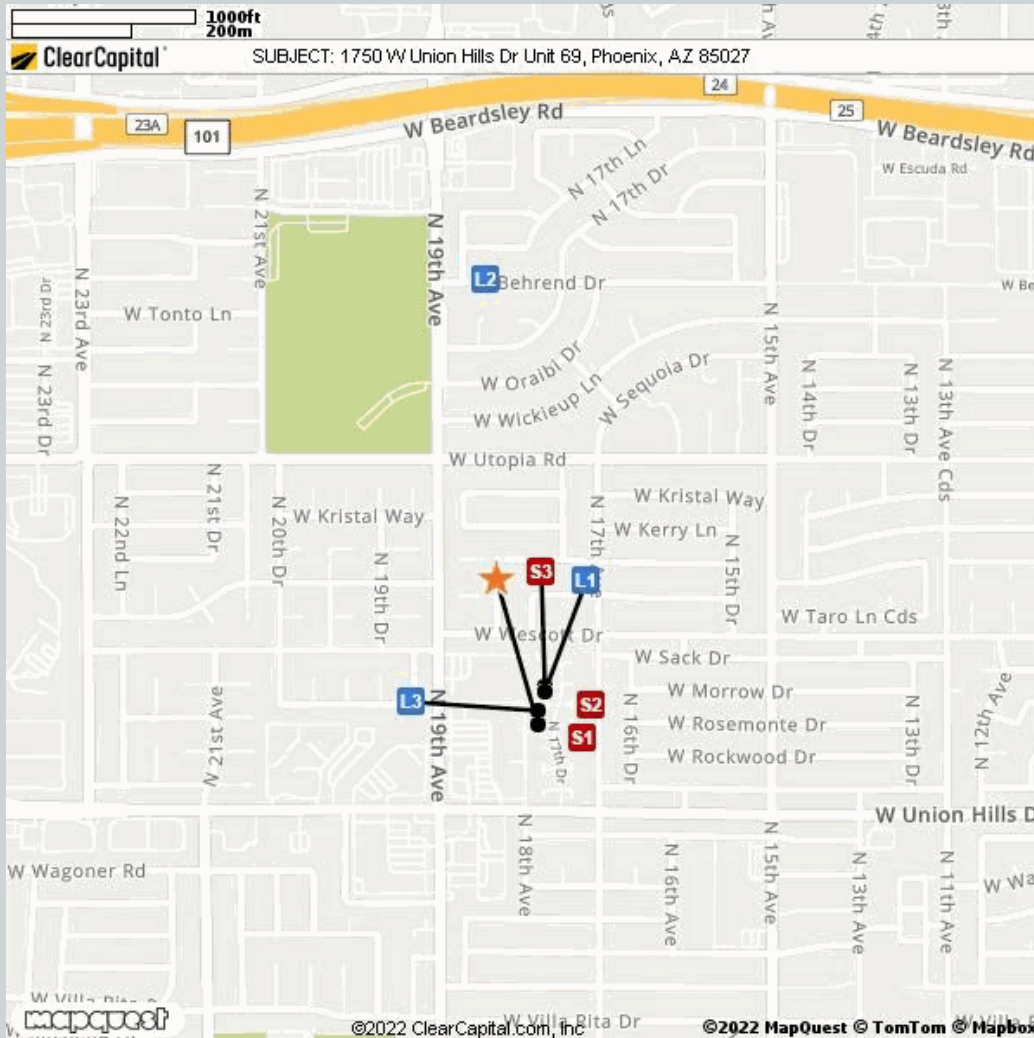 1000ft
200m
ClearCapital
SUBJECT: 1750 W Union Hills Dr Unit 69, Phoenix, AZ 85027
24
25
23A
101
W Beardsley Rd
W Beardsley Rd
W Escuda Rd
N 17th Ln
N 17th Dr
N 21st Ave
N 19th Ave
L2
Behrend Dr
N 23rd Dr
N 23rd Ave
W Tonto Ln
N 15th Ave
W Oraibi Dr
W Sequoia Dr
N 23rd Dr
N 14th Dr
N 13th Dr
N 13th Ave Cds
W Wickieup Ln
W Utopia Rd
N 21st Dr
N 22nd Ln
N 20th Dr
W Kristal Way
W Kristal Way
N 17th
W Kerry Ln
N 19th Dr
N 15th Dr
S3
L1
W Taro Ln Cds
W Wescott Dr
W Sack Dr
N 12th Ave
L3
N 21st Ave
N 19th Ave
S2
W Morrow Dr
N 16th Dr
N 13th Dr
S1
N 17th Dr
W Rosemonte Dr
W Rockwood Dr
W Union Hills D
N 18th Ave
N 16th Ave
N 15th Ave
N 13th Ave
N 11th Ave
W Wagoner Rd
W Wa
W Villa Rita Dr
mapquest
©2022 ClearCapital.com, Inc
©2022 MapQuest © TomTom © Mapbox